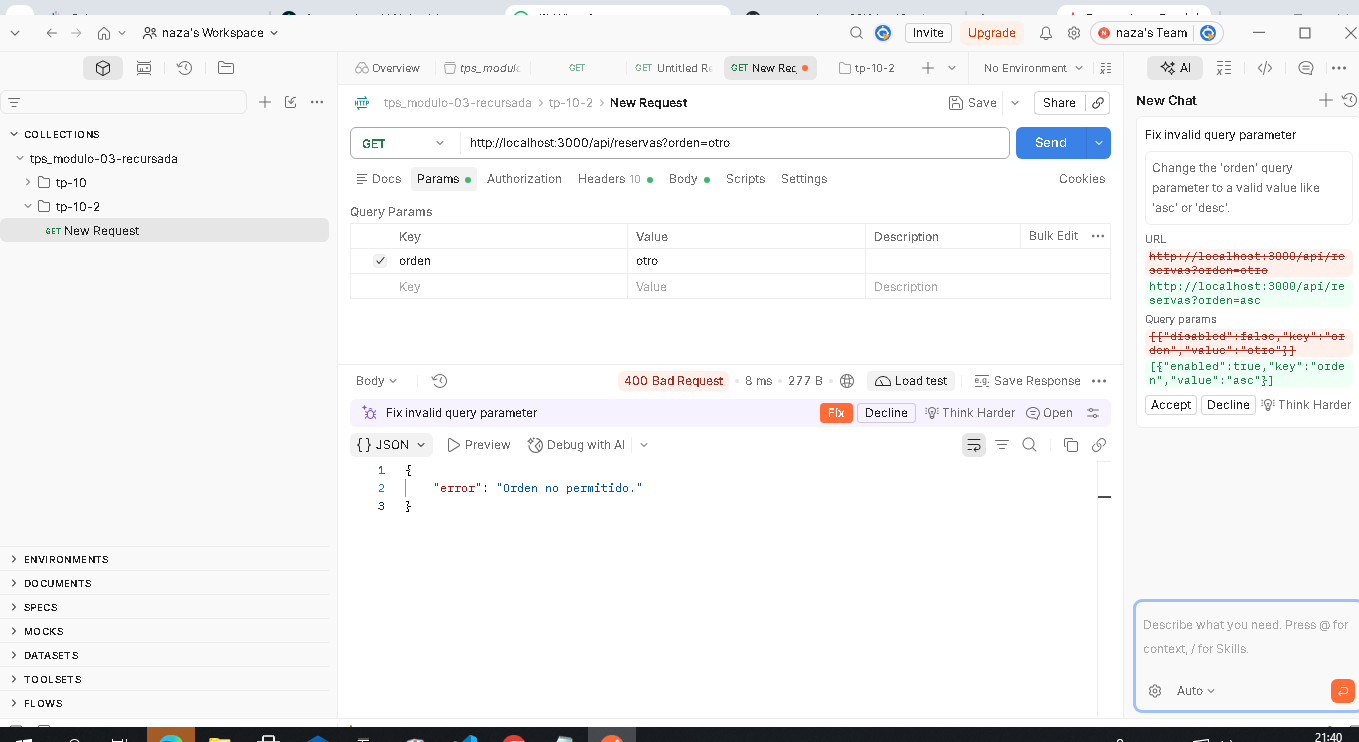 naza's Workspace
Invite
Upgrade
naza's Team
Overview
tps_modulc
GET
GET Untitled Re
GET New Rec
tp-10-2
No Environment
AI
tps_modulo-03-recursada > tp-10-2 > New Request
Save
Share
New Chat
COLLECTIONS
tps_modulo-03-recursada
tp-10
tp-10-2
GET New Request
GET
http://localhost:3000/api/reservas?orden=otro
Send
Docs
Params
Authorization
Headers 10
Body
Scripts
Settings
Cookies
Query Params
Key
Value
Description
Bulk Edit
orden
otro
Key
Value
Description
Body
400 Bad Request
8 ms
277 B
Load test
e.g. Save Response
Fix invalid query parameter
Fix
Decline
Think Harder
Open
{} JSON
Preview
Debug with AI
1 {
2 "error": "Orden no permitido."
3 }
Fix invalid query parameter
Change the 'orden' query
parameter to a valid value like
'asc' or 'desc'.
URL
http://localhost:3000/api/re
servas?orden=otro
http://localhost:3000/api/re
servas?orden=asc
Query params
[{"disabled":false,"key":"or
den","value":"otro"}]
[{"enabled":true,"key":"orde
n","value":"asc"}]
Accept
Decline
Think Harder
ENVIRONMENTS
DOCUMENTS
SPECS
MOCKS
DATASETS
TOOLSETS
FLOWS
Describe what you need. Press @ for
context, / for Skills.
Auto
21:40